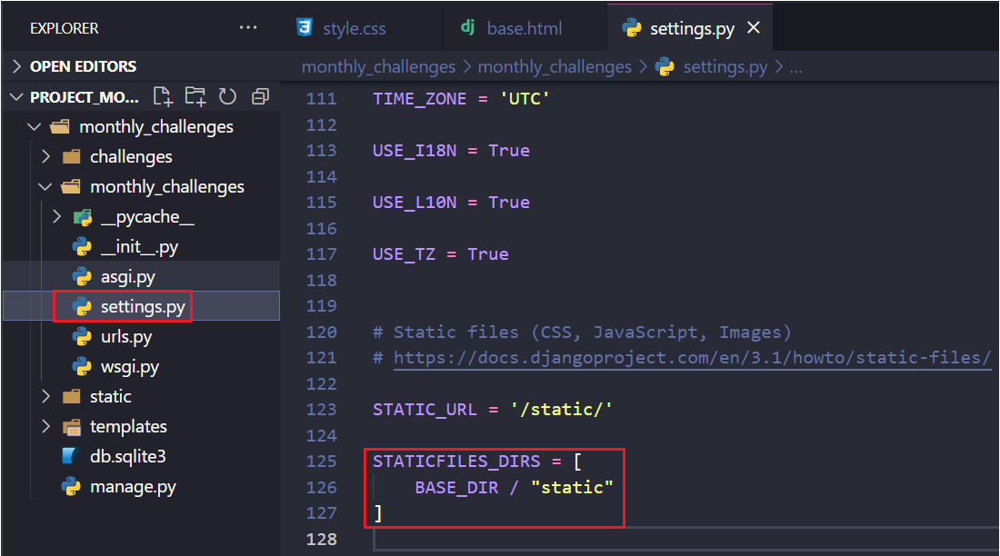 EXPLORER ...
OPEN EDITORS
PROJECT_MO...
monthly_challenges
challenges
monthly_challenges
__pycache__
__init__.py
asgi.py
settings.py
urls.py
wsgi.py
static
templates
db.sqlite3
manage.py
style.css dj base.html settings.py
monthly_challenges > monthly_challenges > settings.py > ...
111 TIME_ZONE = 'UTC'
112
113 USE_I18N = True
114
115 USE_L10N = True
116
117 USE_TZ = True
118
119
120 # Static files (CSS, JavaScript, Images)
121 # https://docs.djangoproject.com/en/3.1/howto/static-files/
122
123 STATIC_URL = '/static/'
124
125 STATICFILES_DIRS = [
126     BASE_DIR / "static"
127 ]
128